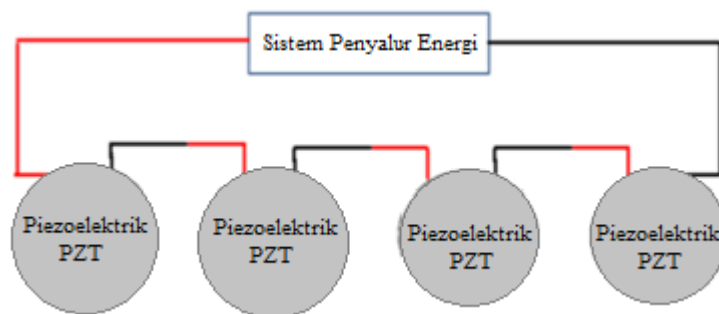 Sistem Penyalur Energi
Piezoelektrik
PZT
Piezoelektrik
PZT
Piezoelektrik
PZT
Piezoelektrik
PZT